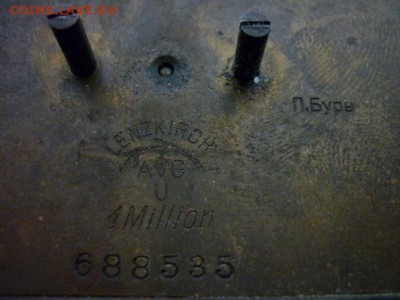 COINS.LAVE.RU
П.Буре
LENZKIRCH
A U G
U
1 Million
688535